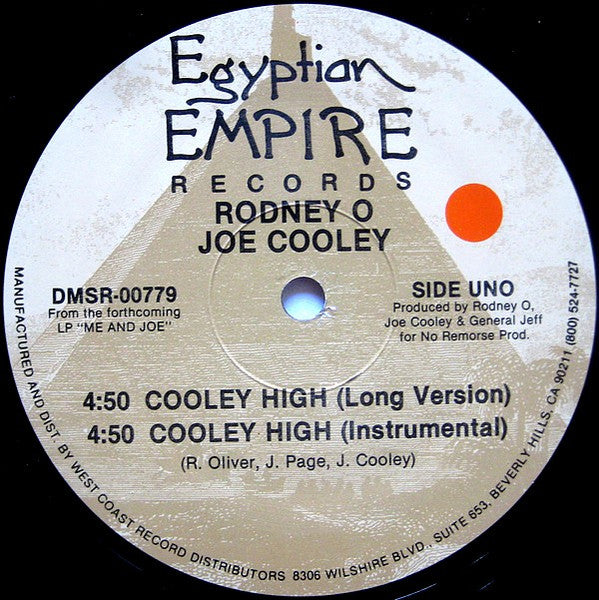 Egyptian
EMPIRE
RECORDS
RODNEY O
JOE COOLEY
DMSR-00779
From the forthcoming
LP "ME AND JOE"
SIDE UNO
Produced by Rodney O,
Joe Cooley & General Jeff
for No Remorse Prod.
4:50 COOLEY HIGH (Long Version)
4:50 COOLEY HIGH (Instrumental)
(R. Oliver, J. Page, J. Cooley)
MANUFACTURED AND DIST. BY WEST COAST RECORD DISTRIBUTORS 8306 WILSHIRE BLVD., SUITE 653, BEVERLY HILLS, CA 90211 (800) 524-7727